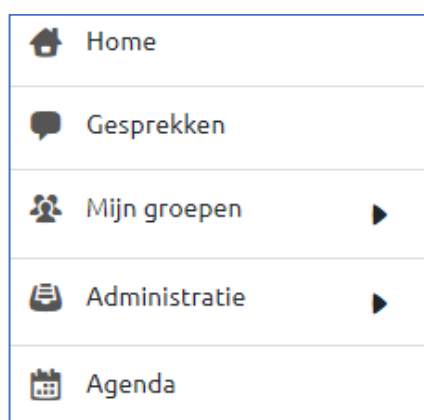 Home
Gesprekken
Mijn groepen
Administratie
Agenda